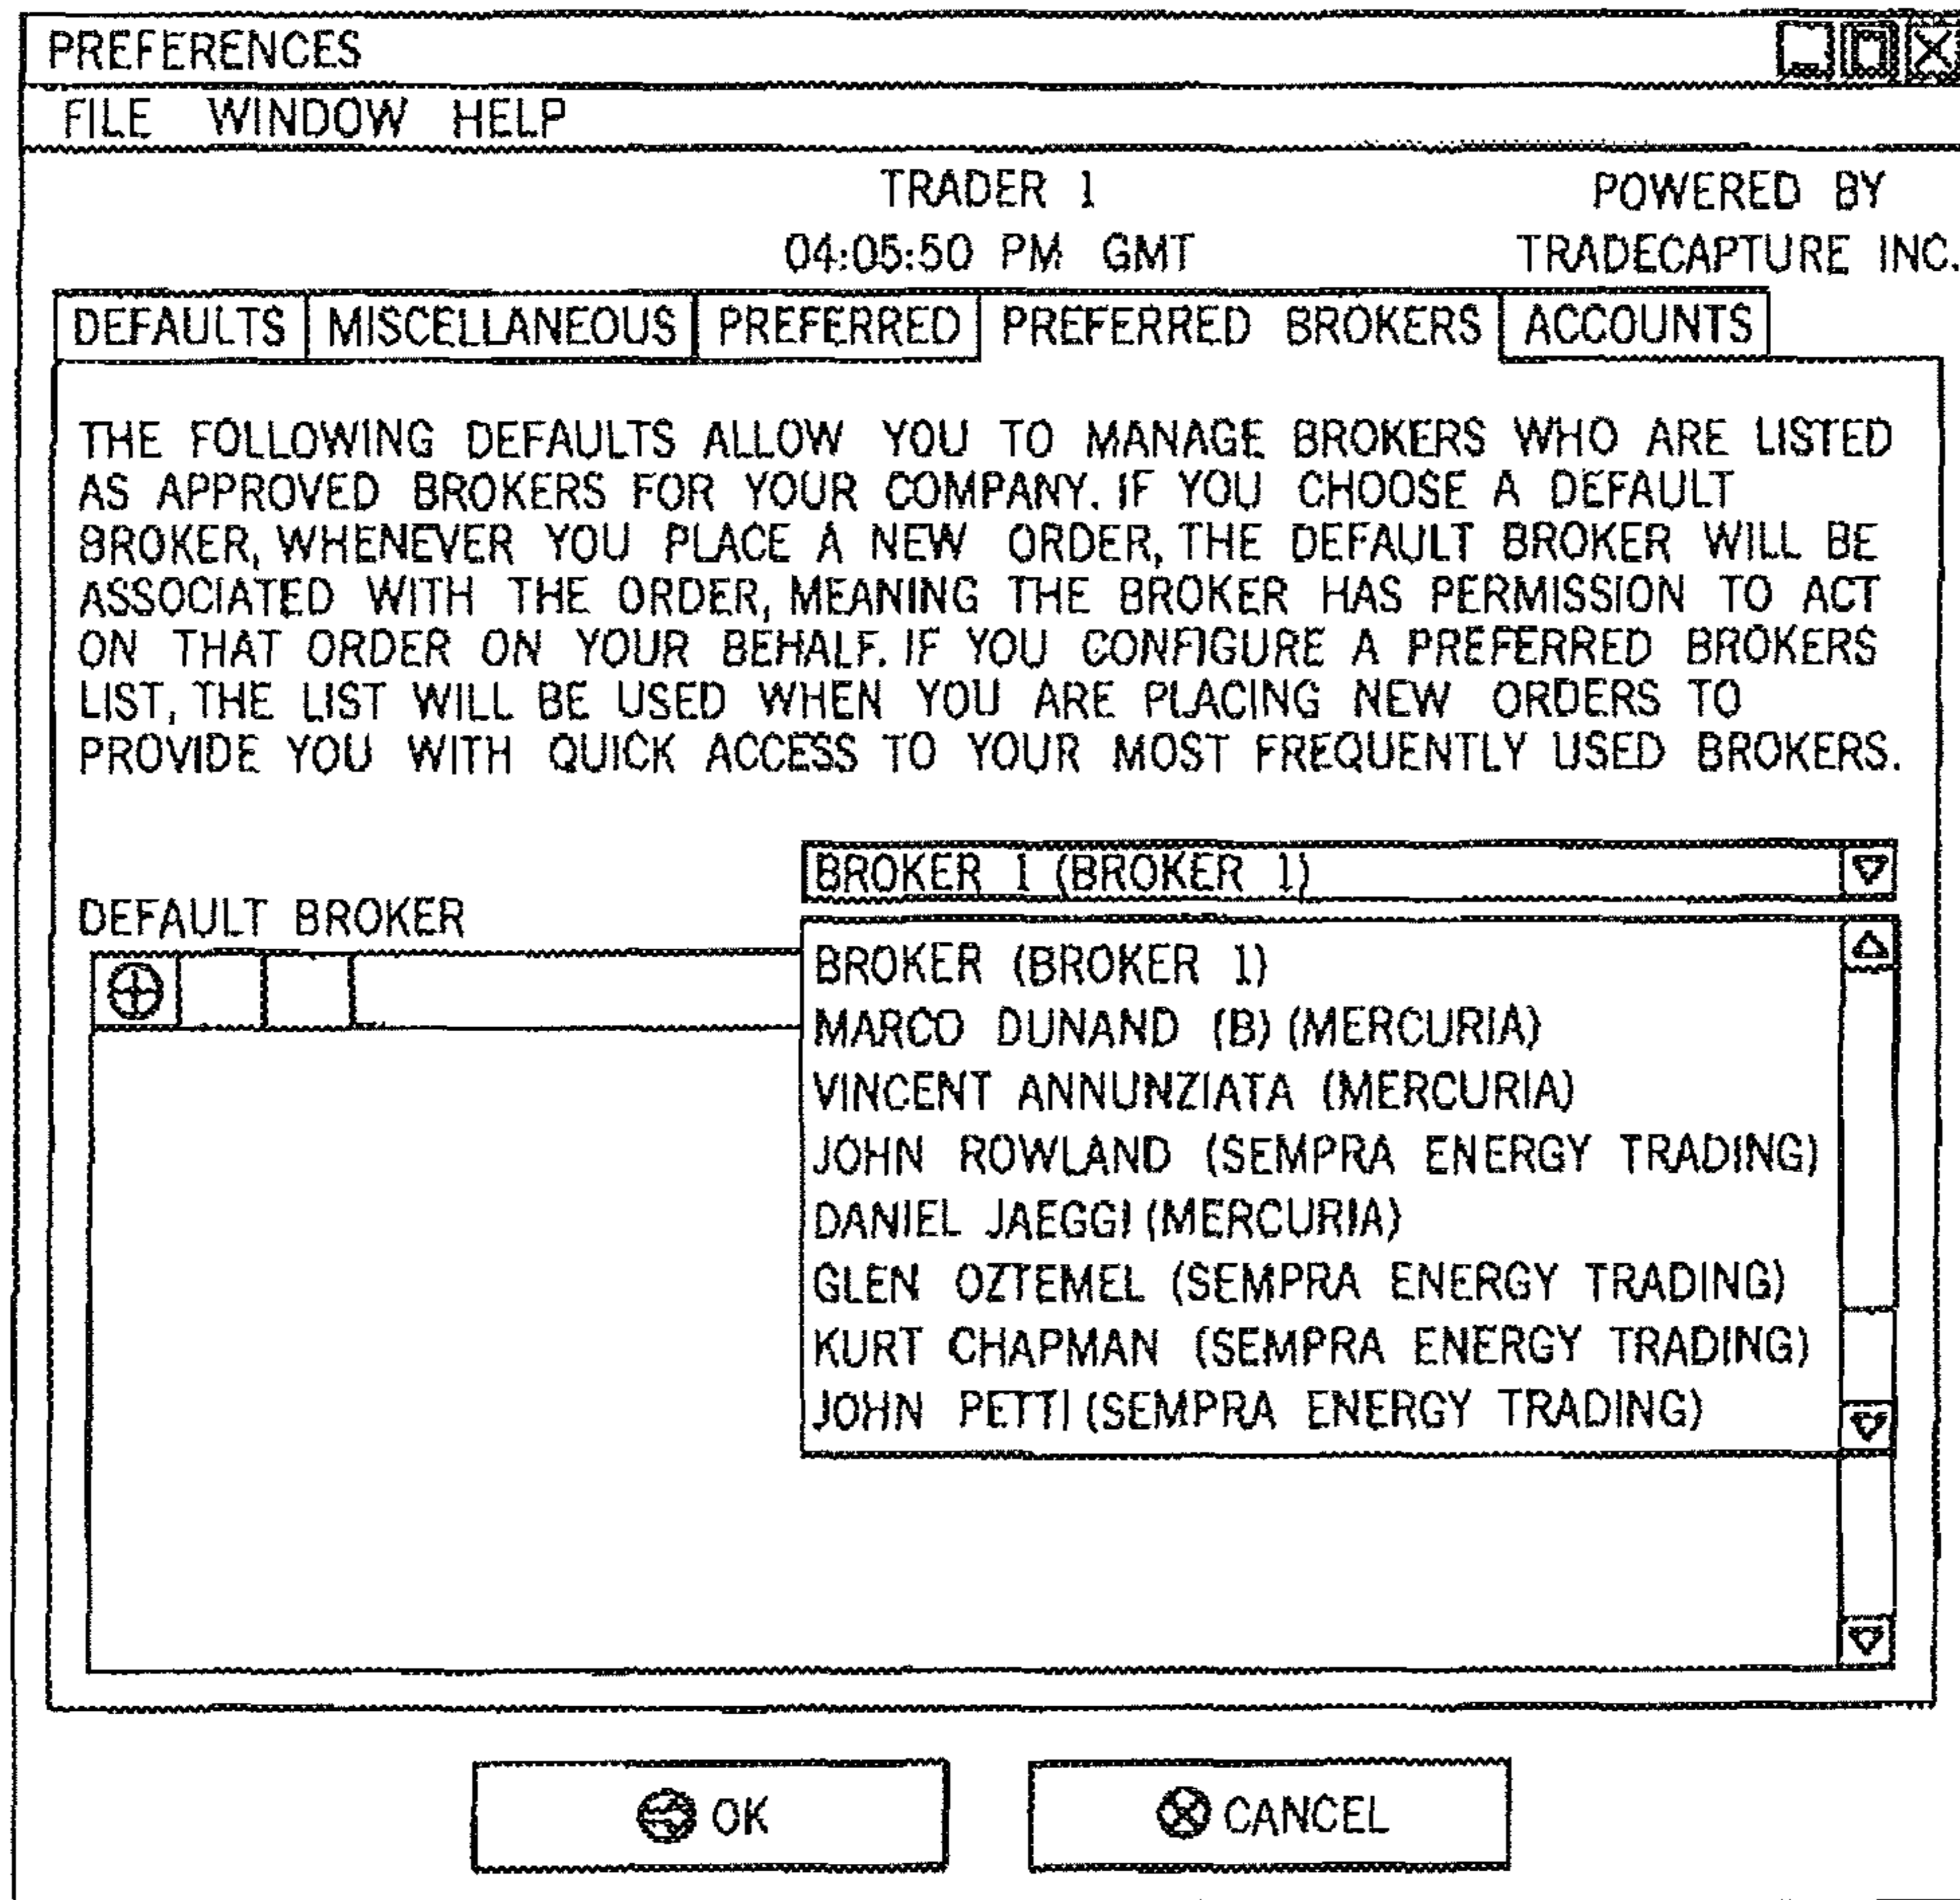 PREFERENCES
FILE WINDOW HELP
TRADER 1
POWERED BY
04:05:50 PM GMT
TRADECAPTURE INC.
DEFAULTS MISCELLANEOUS PREFERRED PREFERRED BROKERS ACCOUNTS
THE FOLLOWING DEFAULTS ALLOW YOU TO MANAGE BROKERS WHO ARE LISTED
AS APPROVED BROKERS FOR YOUR COMPANY. IF YOU CHOOSE A DEFAULT
BROKER, WHENEVER YOU PLACE A NEW ORDER, THE DEFAULT BROKER WILL BE
ASSOCIATED WITH THE ORDER, MEANING THE BROKER HAS PERMISSION TO ACT
ON THAT ORDER ON YOUR BEHALF. IF YOU CONFIGURE A PREFERRED BROKERS
LIST, THE LIST WILL BE USED WHEN YOU ARE PLACING NEW ORDERS TO
PROVIDE YOU WITH QUICK ACCESS TO YOUR MOST FREQUENTLY USED BROKERS.
BROKER 1 (BROKER 1)
DEFAULT BROKER
BROKER (BROKER 1)
MARCO DUNAND (B) (MERCURIA)
VINCENT ANNUNZIATA (MERCURIA)
JOHN ROWLAND (SEMPRA ENERGY TRADING)
DANIEL JAEGGI (MERCURIA)
GLEN OZTEMEL (SEMPRA ENERGY TRADING)
KURT CHAPMAN (SEMPRA ENERGY TRADING)
JOHN PETTI (SEMPRA ENERGY TRADING)
OK
CANCEL